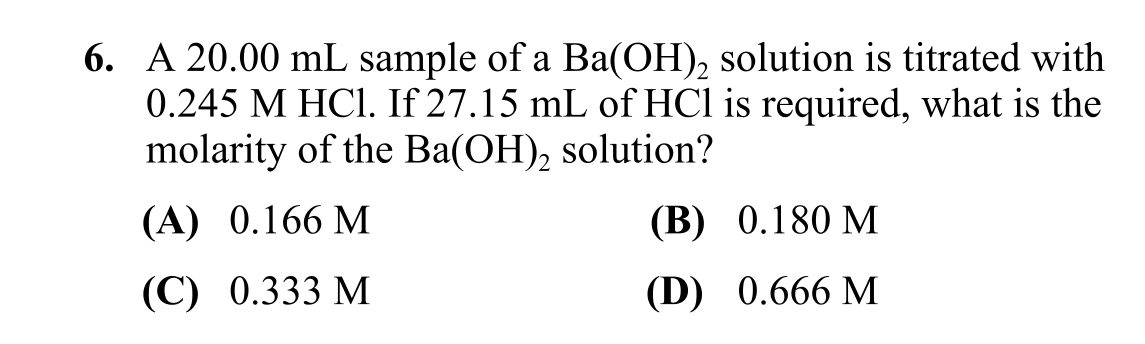 6. A 20.00 mL sample of a Ba(OH)₂ solution is titrated with
0.245 M HCl. If 27.15 mL of HCl is required, what is the
molarity of the Ba(OH)₂ solution?
(A) 0.166 M (B) 0.180 M
(C) 0.333 M (D) 0.666 M